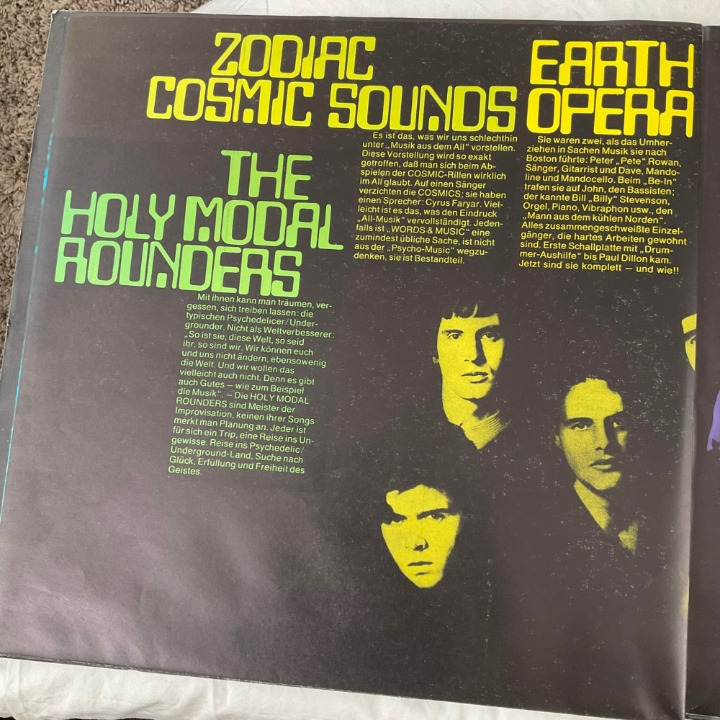 ZODIAC
COSMIC SOUNDS
Es ist das, was wir uns schlechthin
unter „Musik aus dem All" vorstellen.
Diese Vorstellung wird so exakt
getroffen, daß man sich beim Ab-
spielen der COSMIC-Rillen wirklich
im All glaubt. Auf einen Sänger
verzichten die COSMICS; sie haben
einen Sprecher: Cyrus Faryar. Viel-
leicht ist es das, was den Eindruck
„All-Musik" vervollständigt. Jeden-
falls ist „WORDS & MUSIC" eine
zumindest übliche Sache, ist nicht
aus der „Psycho-Music" wegzu-
denken, sie ist Bestandteil.
EARTH
OPERA
Sie waren zwei, als das Umher-
ziehen in Sachen Musik sie nach
Boston führte: Peter „Pete" Rowan,
Sänger, Gitarrist und Dave, Mando-
line und Mandocello. Beim „Be-In"
trafen sie auf John, den Bassisten;
der kannte Bill „Billy" Stevenson,
Orgel, Piano, Vibraphon usw., den
„Mann aus dem kühlen Norden".
Alles zusammengeschweißte Einzel-
gänger, die hartes Arbeiten gewohnt
sind. Erste Schallplatte mit „Drum-
mer-Aushilfe" bis Paul Dillon kam.
Jetzt sind sie komplett – und wie!!
THE
HOLY MODAL
ROUNDERS
Mit ihnen kann man träumen, ver-
gessen, sich treiben lassen: die
typischen Psychedelicer/Under-
grounder. Nicht als Weltverbesserer:
„So ist sie, diese Welt, so seid
ihr, so sind wir. Wir können euch
und uns nicht ändern, ebensowenig
die Welt. Und wir wollen das
vielleicht auch nicht. Denn es gibt
auch Gutes – wie zum Beispiel
die Musik". – Die HOLY MODAL
ROUNDERS sind Meister der
Improvisation, keinen ihrer Songs
merkt man Planung an. Jeder ist
für sich ein Trip, eine Reise ins Un-
gewisse. Reise ins Psychedelic/
Underground-Land. Suche nach
Glück, Erfüllung und Freiheit des
Geistes.